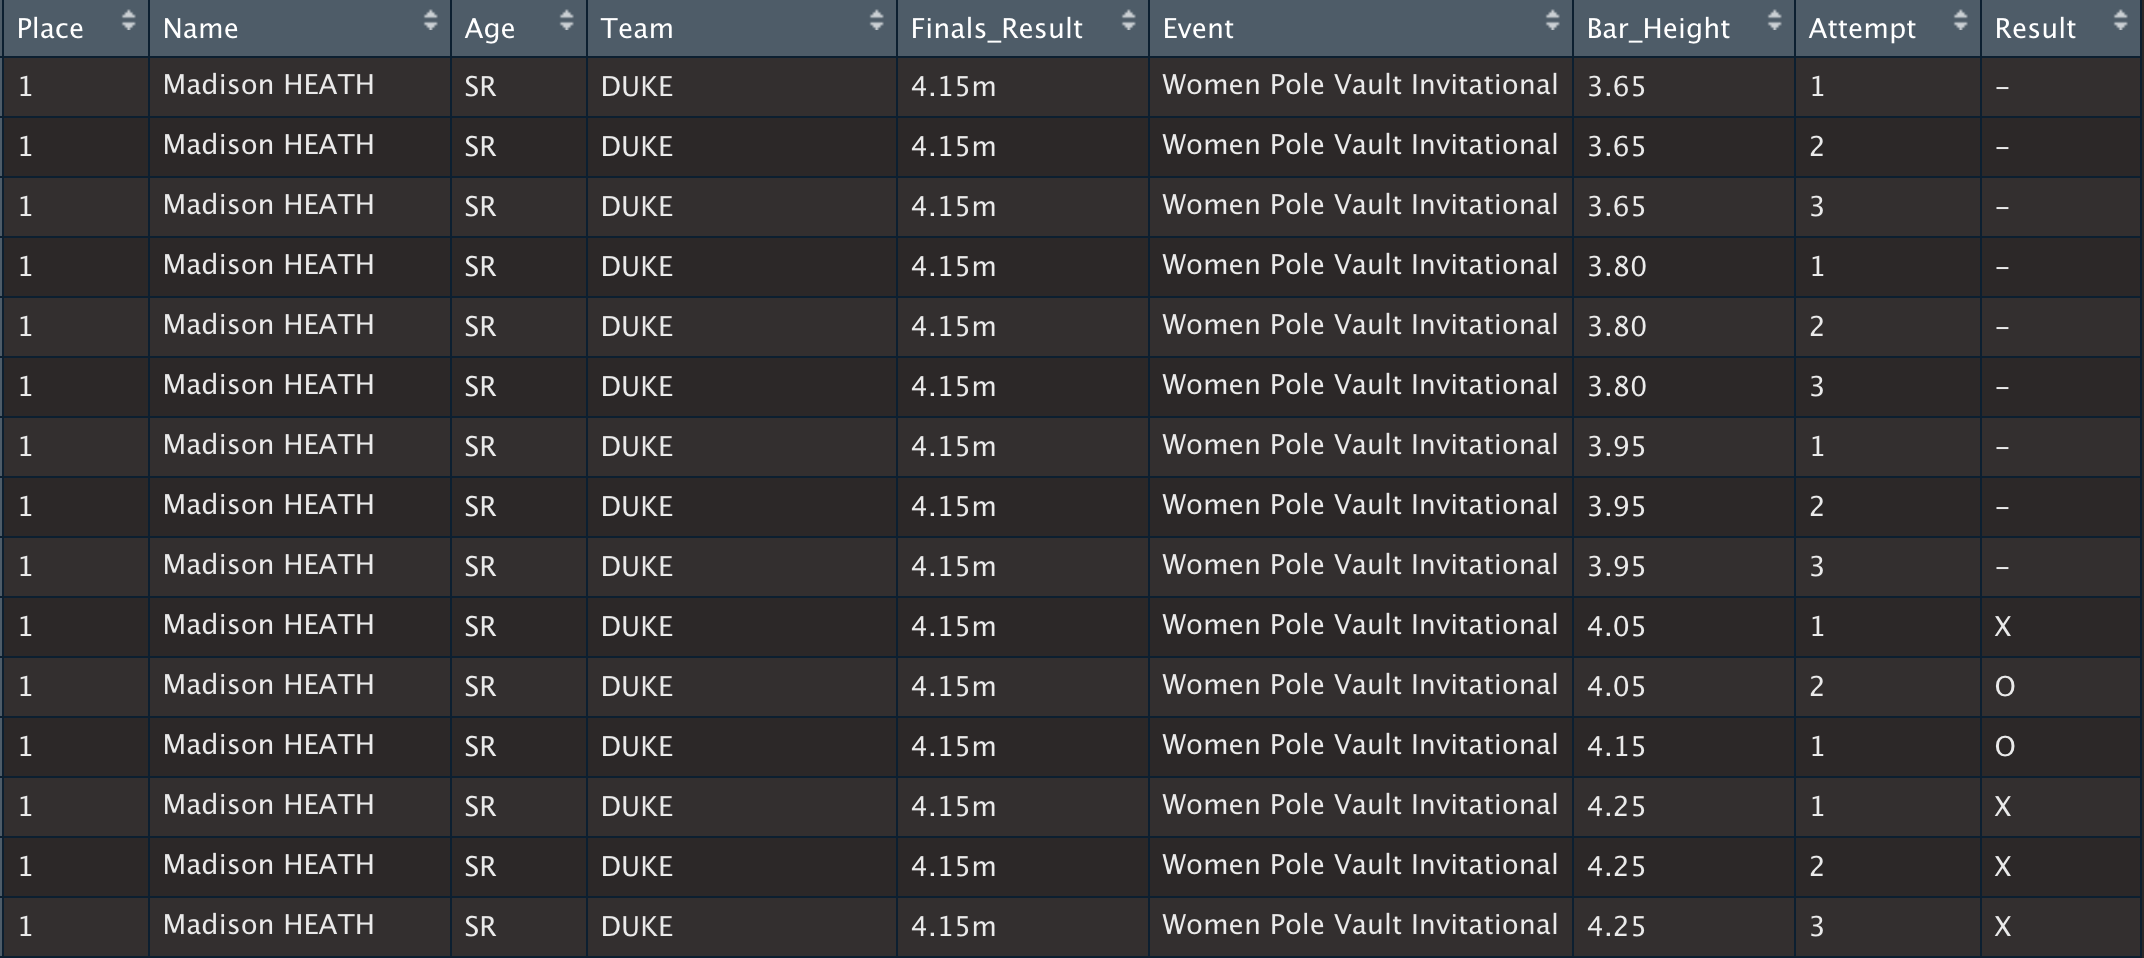 Place Name Age Team Finals_Result Event Bar_Height Attempt Result
1 Madison HEATH SR DUKE 4.15m Women Pole Vault Invitational 3.65 1 –
1 Madison HEATH SR DUKE 4.15m Women Pole Vault Invitational 3.65 2 –
1 Madison HEATH SR DUKE 4.15m Women Pole Vault Invitational 3.65 3 –
1 Madison HEATH SR DUKE 4.15m Women Pole Vault Invitational 3.80 1 –
1 Madison HEATH SR DUKE 4.15m Women Pole Vault Invitational 3.80 2 –
1 Madison HEATH SR DUKE 4.15m Women Pole Vault Invitational 3.80 3 –
1 Madison HEATH SR DUKE 4.15m Women Pole Vault Invitational 3.95 1 –
1 Madison HEATH SR DUKE 4.15m Women Pole Vault Invitational 3.95 2 –
1 Madison HEATH SR DUKE 4.15m Women Pole Vault Invitational 3.95 3 –
1 Madison HEATH SR DUKE 4.15m Women Pole Vault Invitational 4.05 1 X
1 Madison HEATH SR DUKE 4.15m Women Pole Vault Invitational 4.05 2 O
1 Madison HEATH SR DUKE 4.15m Women Pole Vault Invitational 4.15 1 O
1 Madison HEATH SR DUKE 4.15m Women Pole Vault Invitational 4.25 1 X
1 Madison HEATH SR DUKE 4.15m Women Pole Vault Invitational 4.25 2 X
1 Madison HEATH SR DUKE 4.15m Women Pole Vault Invitational 4.25 3 X